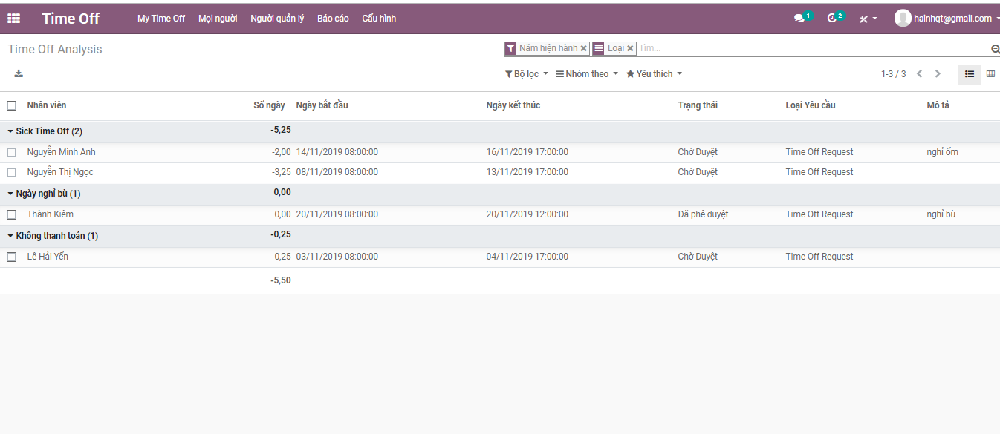 Time Off My Time Off Mọi người Người quản lý Báo cáo Cấu hình 1 2 hainhqt@gmail.com
Time Off Analysis Năm hiện hành Loại Tìm...
Bộ lọc Nhóm theo Yêu thích 1-3 / 3
Nhân viên Số ngày Ngày bắt đầu Ngày kết thúc Trạng thái Loại Yêu cầu Mô tả
Sick Time Off (2) -5,25
Nguyễn Minh Anh -2,00 14/11/2019 08:00:00 16/11/2019 17:00:00 Chờ Duyệt Time Off Request nghỉ ốm
Nguyễn Thị Ngọc -3,25 08/11/2019 08:00:00 13/11/2019 17:00:00 Chờ Duyệt Time Off Request
Ngày nghỉ bù (1) 0,00
Thành Kiêm 0,00 20/11/2019 08:00:00 20/11/2019 12:00:00 Đã phê duyệt Time Off Request nghỉ bù
Không thanh toán (1) -0,25
Lê Hải Yến -0,25 03/11/2019 08:00:00 04/11/2019 17:00:00 Chờ Duyệt Time Off Request
-5,50